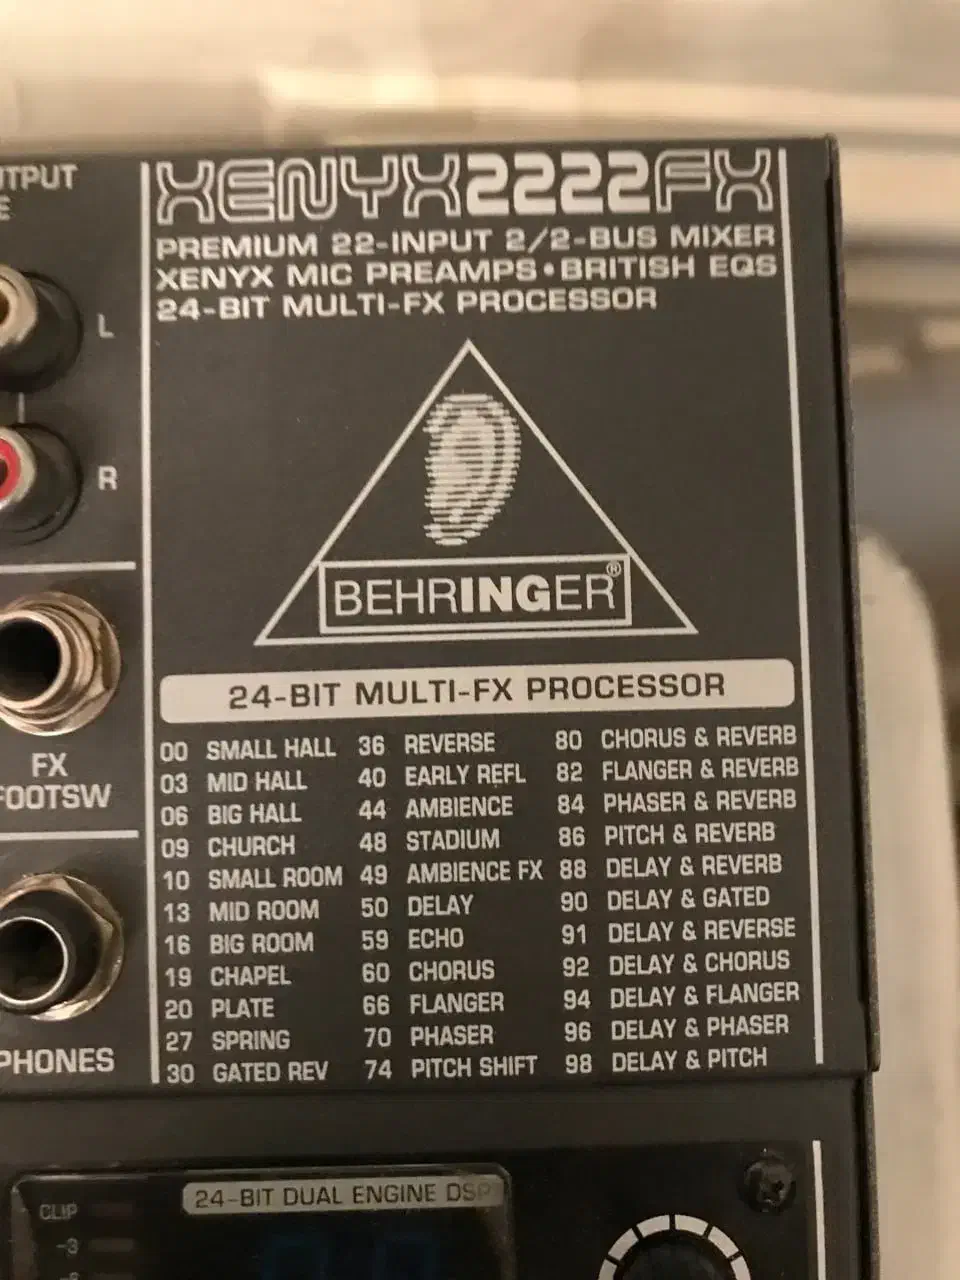 TPUT
E
XENYX2222FX
PREMIUM 22-INPUT 2/2-BUS MIXER
XENYX MIC PREAMPS • BRITISH EQS
24-BIT MULTI-FX PROCESSOR
L
R
BEHRINGER®
24-BIT MULTI-FX PROCESSOR
00 SMALL HALL 36 REVERSE 80 CHORUS & REVERB
03 MID HALL 40 EARLY REFL 82 FLANGER & REVERB
06 BIG HALL 44 AMBIENCE 84 PHASER & REVERB
09 CHURCH 48 STADIUM 86 PITCH & REVERB
10 SMALL ROOM 49 AMBIENCE FX 88 DELAY & REVERB
13 MID ROOM 50 DELAY 90 DELAY & GATED
16 BIG ROOM 59 ECHO 91 DELAY & REVERSE
19 CHAPEL 60 CHORUS 92 DELAY & CHORUS
20 PLATE 66 FLANGER 94 DELAY & FLANGER
27 SPRING 70 PHASER 96 DELAY & PHASER
30 GATED REV 74 PITCH SHIFT 98 DELAY & PITCH
FX
FOOTSW
PHONES
24-BIT DUAL ENGINE DSP
CLIP
-3